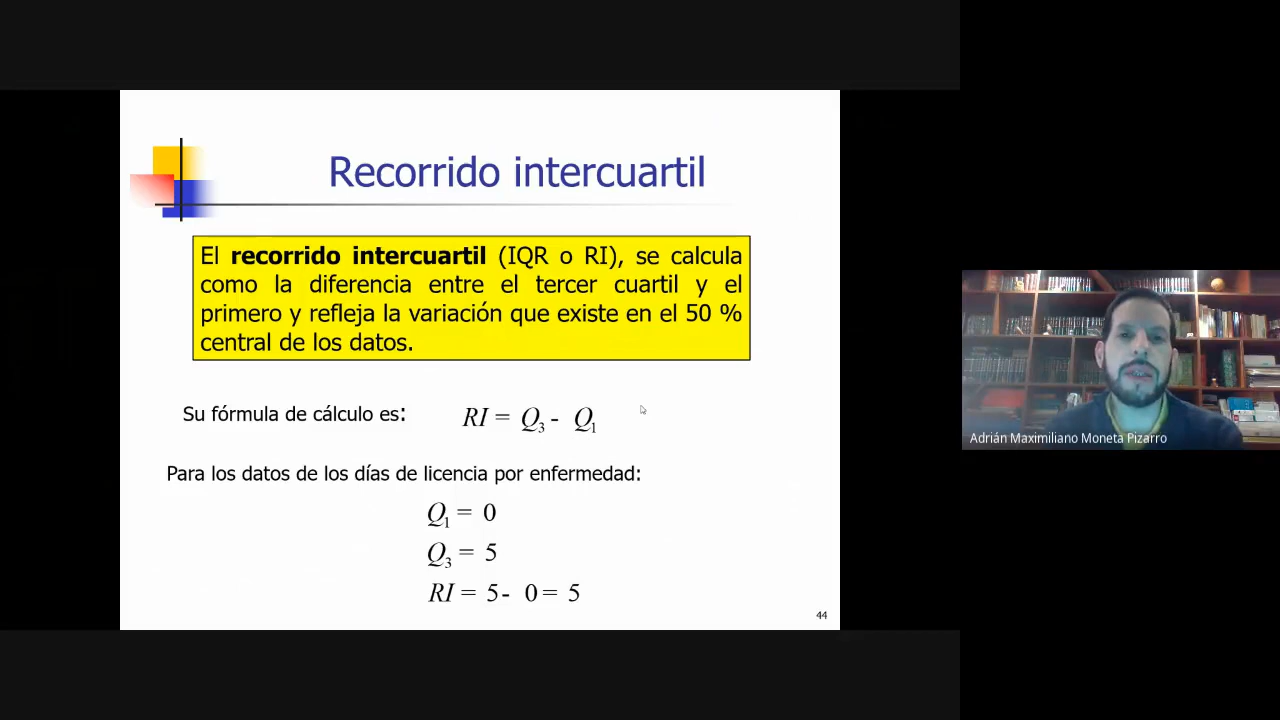 Recorrido intercuartil
El recorrido intercuartil (IQR o RI), se calcula
como la diferencia entre el tercer cuartil y el
primero y refleja la variación que existe en el 50 %
central de los datos.
Su fórmula de cálculo es: RI = Q3 - Q1
Para los datos de los días de licencia por enfermedad:
Q1 = 0
Q3 = 5
RI = 5 - 0 = 5
44
Adrián Maximiliano Moneta Pizarro